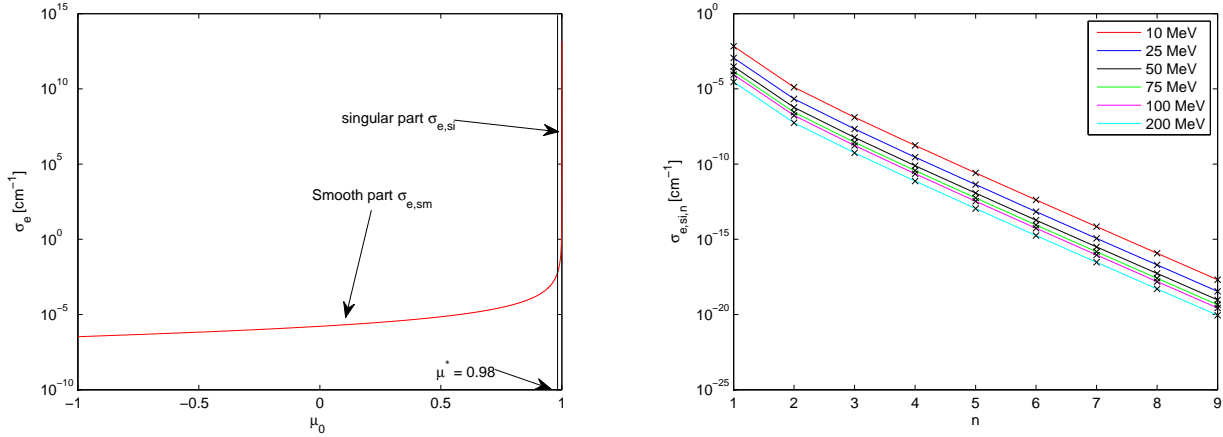 10^15
10^10
10^5
10^0
10^−5
10^−10
σ_e [cm^−1]
singular part σ_e,si
Smooth part σ_e,sm
μ^* = 0.98
−1 −0.5 0 0.5 1
μ_0
10^0
10^−5
10^−10
10^−15
10^−20
10^−25
σ_e,si,n [cm^−1]
10 MeV
25 MeV
50 MeV
75 MeV
100 MeV
200 MeV
1 2 3 4 5 6 7 8 9
n